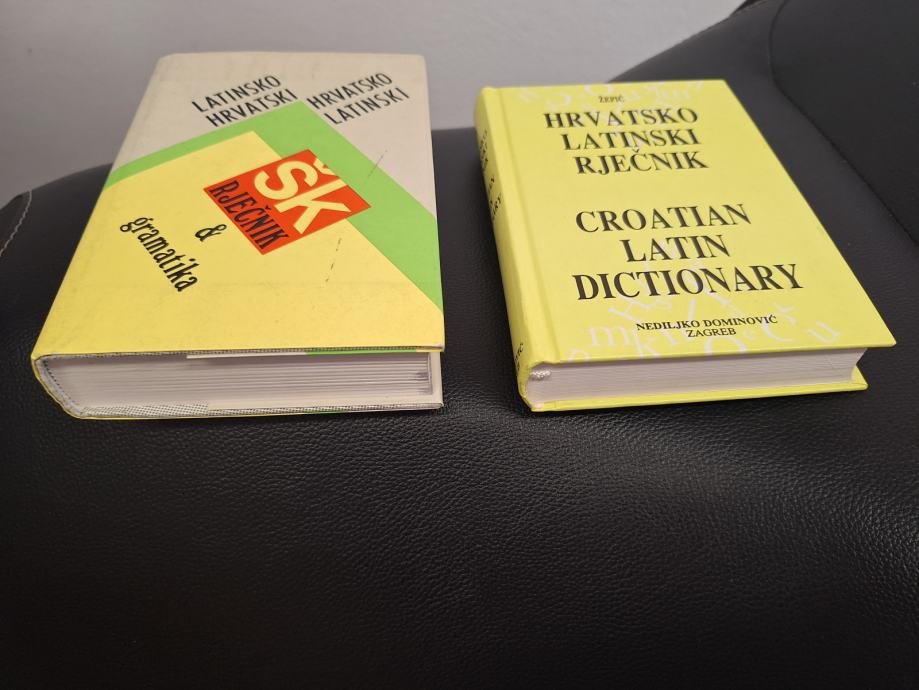 LATINSKO
HRVATSKI
HRVATSKO
LATINSKI
ŠK
RJEČNIK
&
gramatika
ŽEPIĆ
HRVATSKO
LATINSKI
RJEČNIK
CROATIAN
LATIN
DICTIONARY
NEDILJKO DOMINOVIĆ
ZAGREB